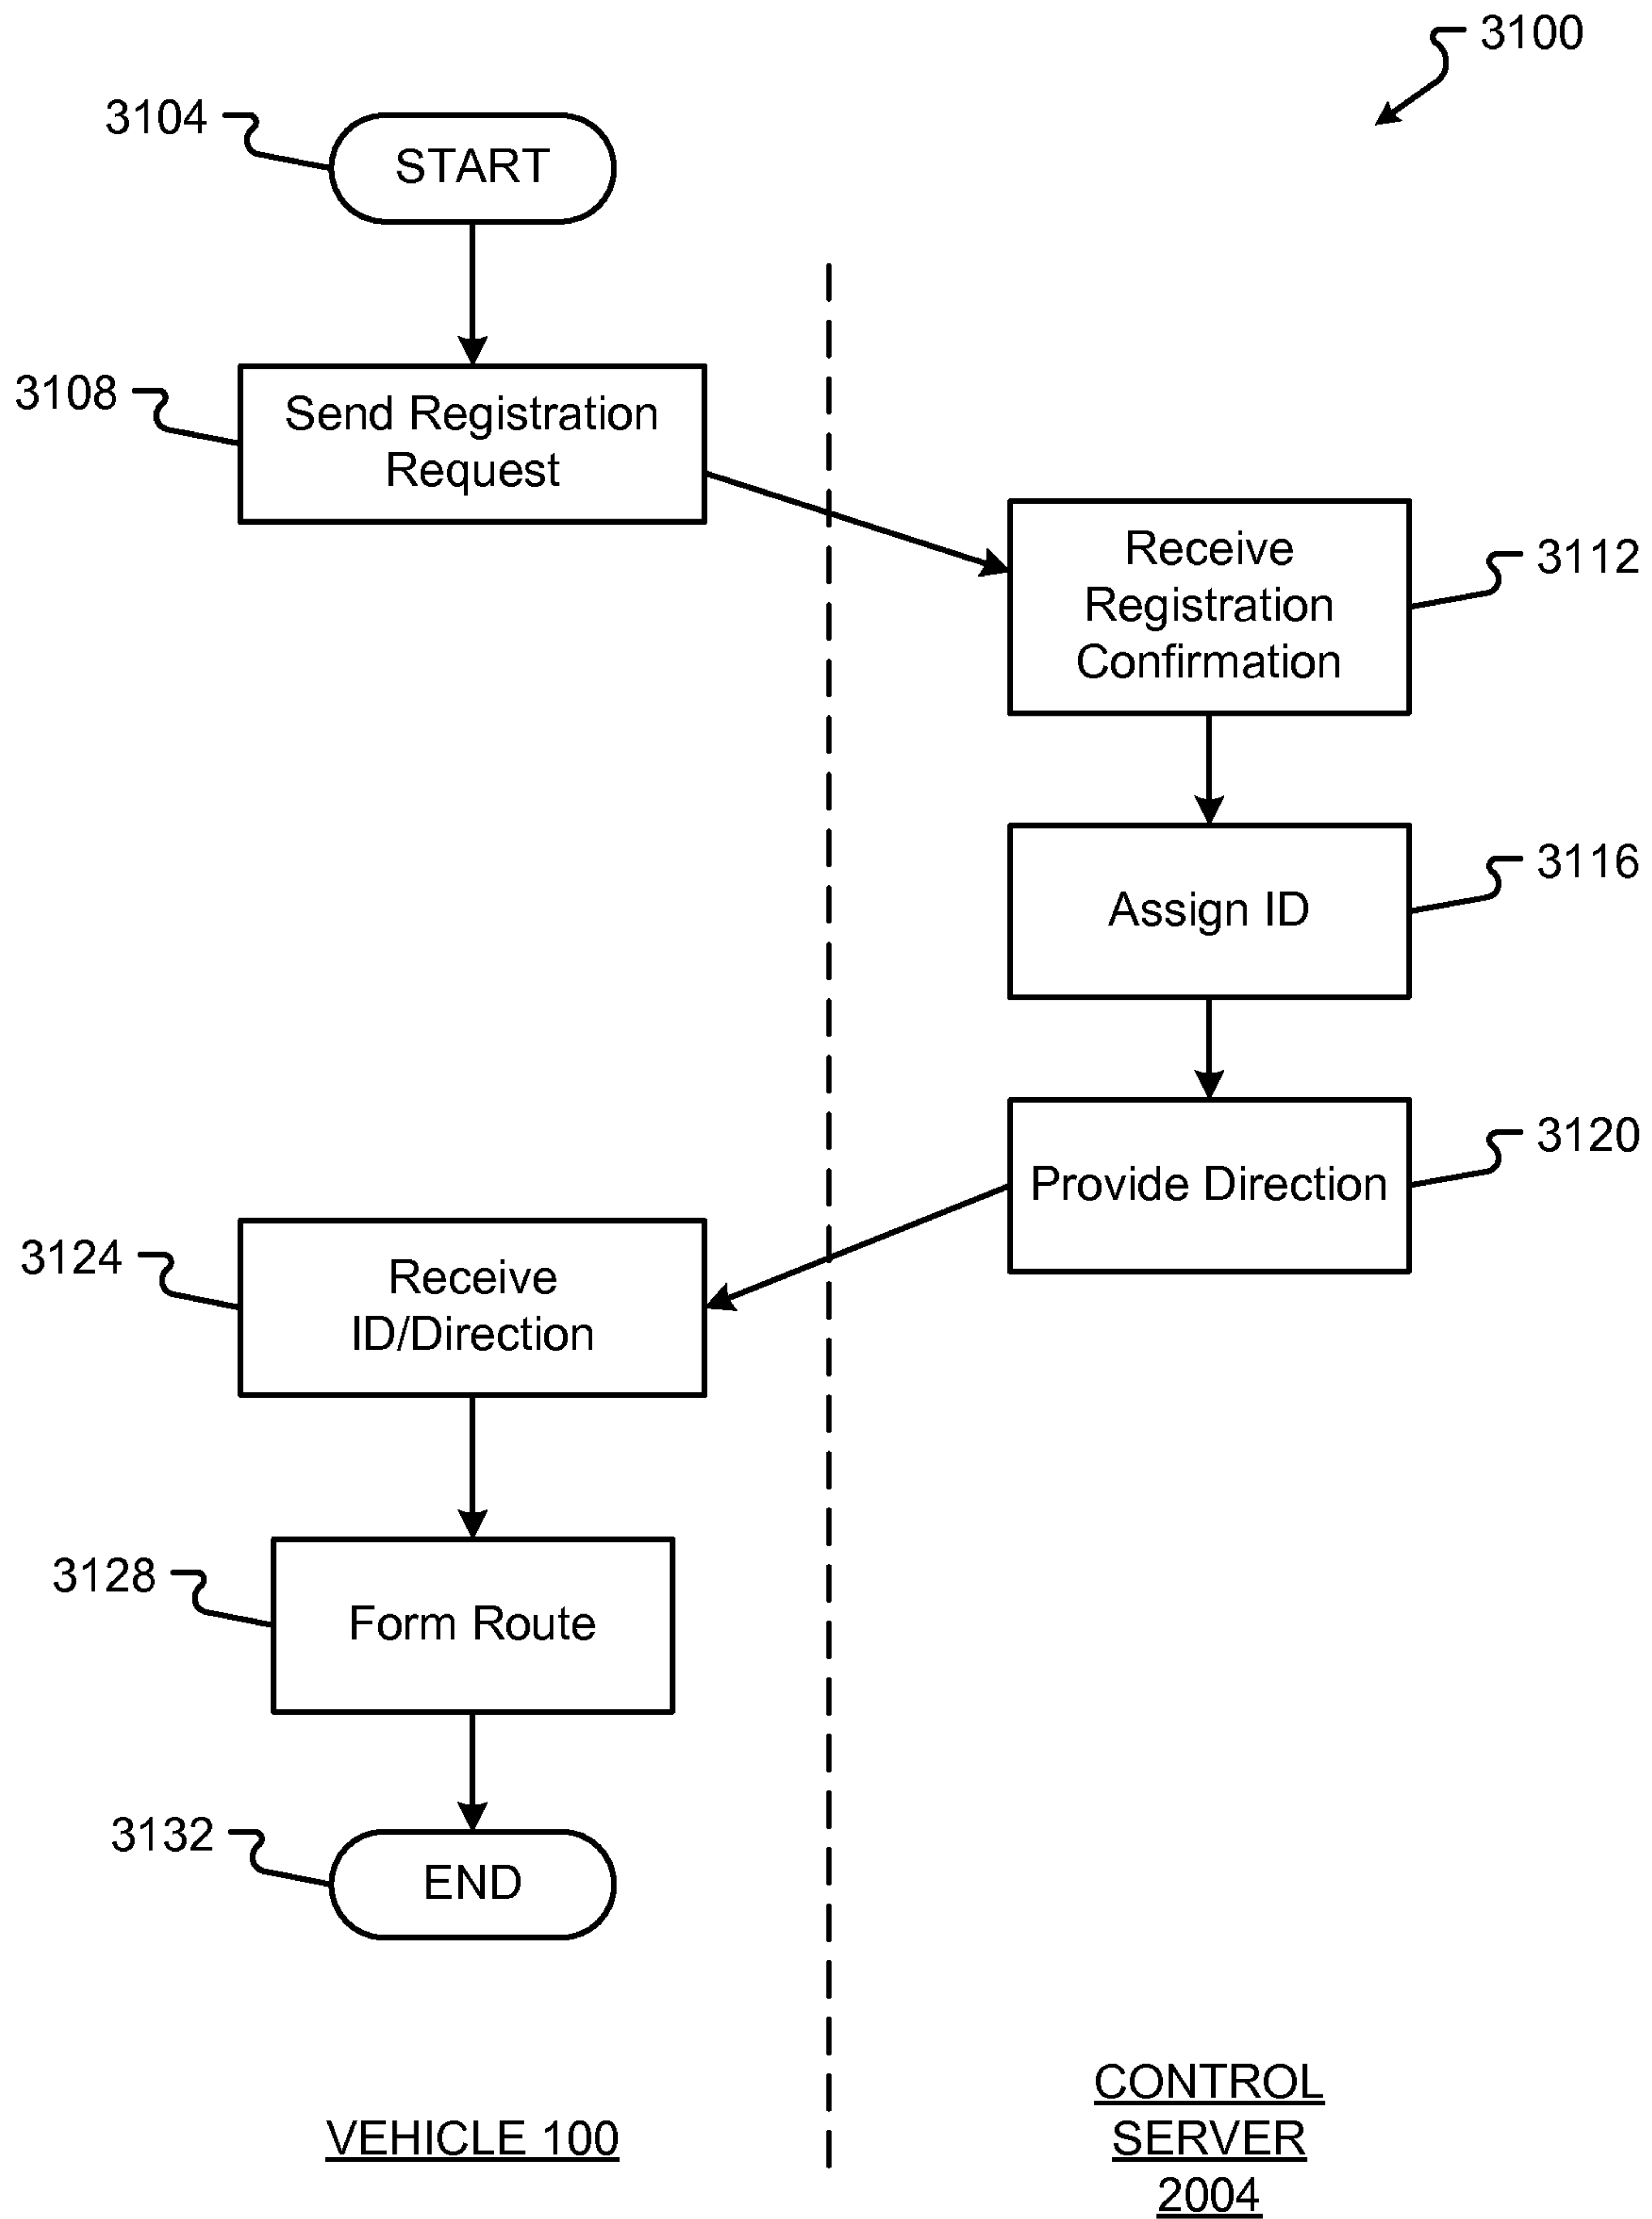 3100
3104
START
3108
Send Registration
Request
Receive
Registration
Confirmation
3112
Assign ID
3116
Provide Direction
3120
3124
Receive
ID/Direction
3128
Form Route
3132
END
VEHICLE 100
CONTROL
SERVER
2004